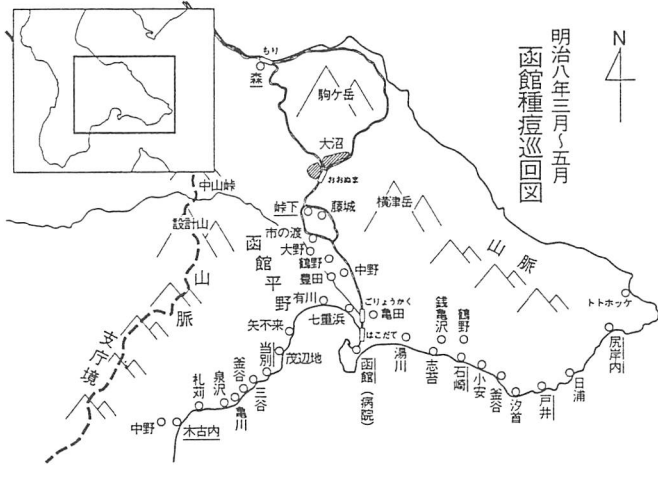 明治八年三月～五月
函館種痘巡回図
N
もり
森
駒ケ岳
大沼
おおぬま
中山峠
設計山
峠下
藤城
横津岳
市の渡
大野
鶴野
豊田
中野
函館平野
有川
七重浜
ごりょうかく
亀田
はこだて
函館(病院)
山脈
山脈
支庁境
矢不来
茂辺地
当別
三谷
釜谷
亀川
泉沢
札刈
木古内
中野
湯川
志苔
銭亀沢
鶴野
石崎
小安
釜谷
汐首
戸井
日浦
尻岸内
トトホッケ